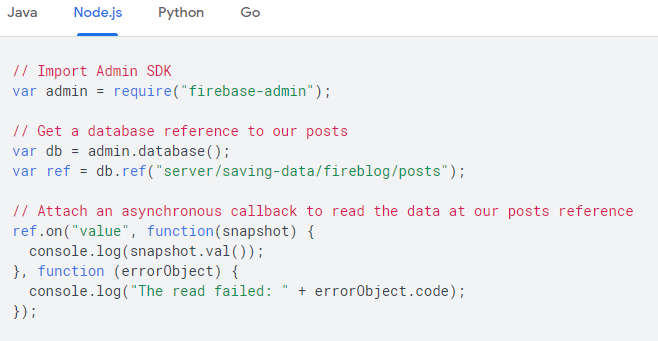 Java Node.js Python Go
// Import Admin SDK
var admin = require("firebase-admin");
// Get a database reference to our posts
var db = admin.database();
var ref = db.ref("server/saving-data/fireblog/posts");
// Attach an asynchronous callback to read the data at our posts reference
ref.on("value", function(snapshot) {
  console.log(snapshot.val());
}, function (errorObject) {
  console.log("The read failed: " + errorObject.code);
});